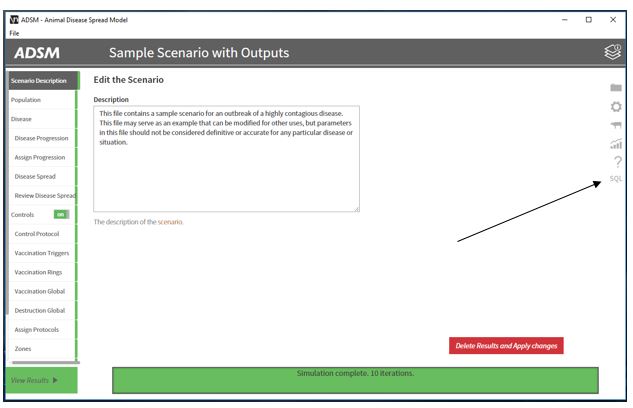 ADSM - Animal Disease Spread Model
File
ADSM
Sample Scenario with Outputs
Scenario Description
Population
Disease
Disease Progression
Assign Progression
Disease Spread
Review Disease Spread
Controls on
Control Protocol
Vaccination Triggers
Vaccination Rings
Vaccination Global
Destruction Global
Assign Protocols
Zones
View Results
Edit the Scenario
Description
This file contains a sample scenario for an outbreak of a highly contagious disease.
This file may serve as an example that can be modified for other uses, but parameters
in this file should not be considered definitive or accurate for any particular disease or
situation.
The description of the scenario.
?
SQL
Delete Results and Apply changes
Simulation complete. 10 iterations.